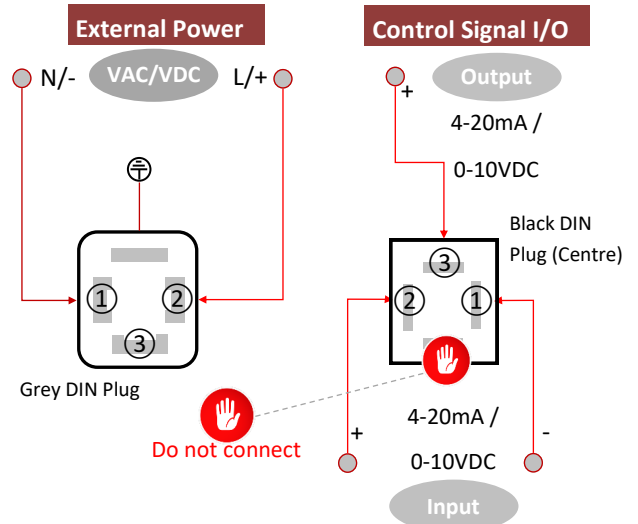 External Power
VAC/VDC
N/-
L/+
1
2
3
Grey DIN Plug
Do not connect
Control Signal I/O
Output
+
4-20mA /
0-10VDC
Black DIN
Plug (Centre)
3
2
1
+
4-20mA /
-
0-10VDC
Input